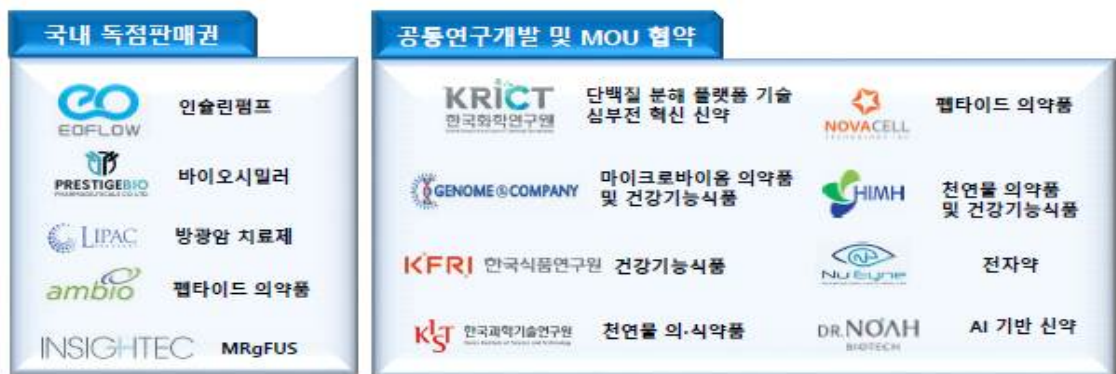 국내 독점판매권
EOFLOW
인슐린펌프
PRESTIGEBIO
바이오시밀러
LIPAC
방광암 치료제
ambio
펩타이드 의약품
INSIGHTEC
MRgFUS
공통연구개발 및 MOU 협약
KRICT
한국화학연구원
단백질 분해 플랫폼 기술
심부전 혁신 신약
GENOME & COMPANY
마이크로바이옴 의약품
및 건강기능식품
KFRI 한국식품연구원
건강기능식품
KIST 한국과학기술연구원
천연물 의·식약품
NOVACELL
펩타이드 의약품
HIMH
천연물 의약품
및 건강기능식품
Nu Eyne
전자약
DR.NOAH
BIOTECH
AI 기반 신약